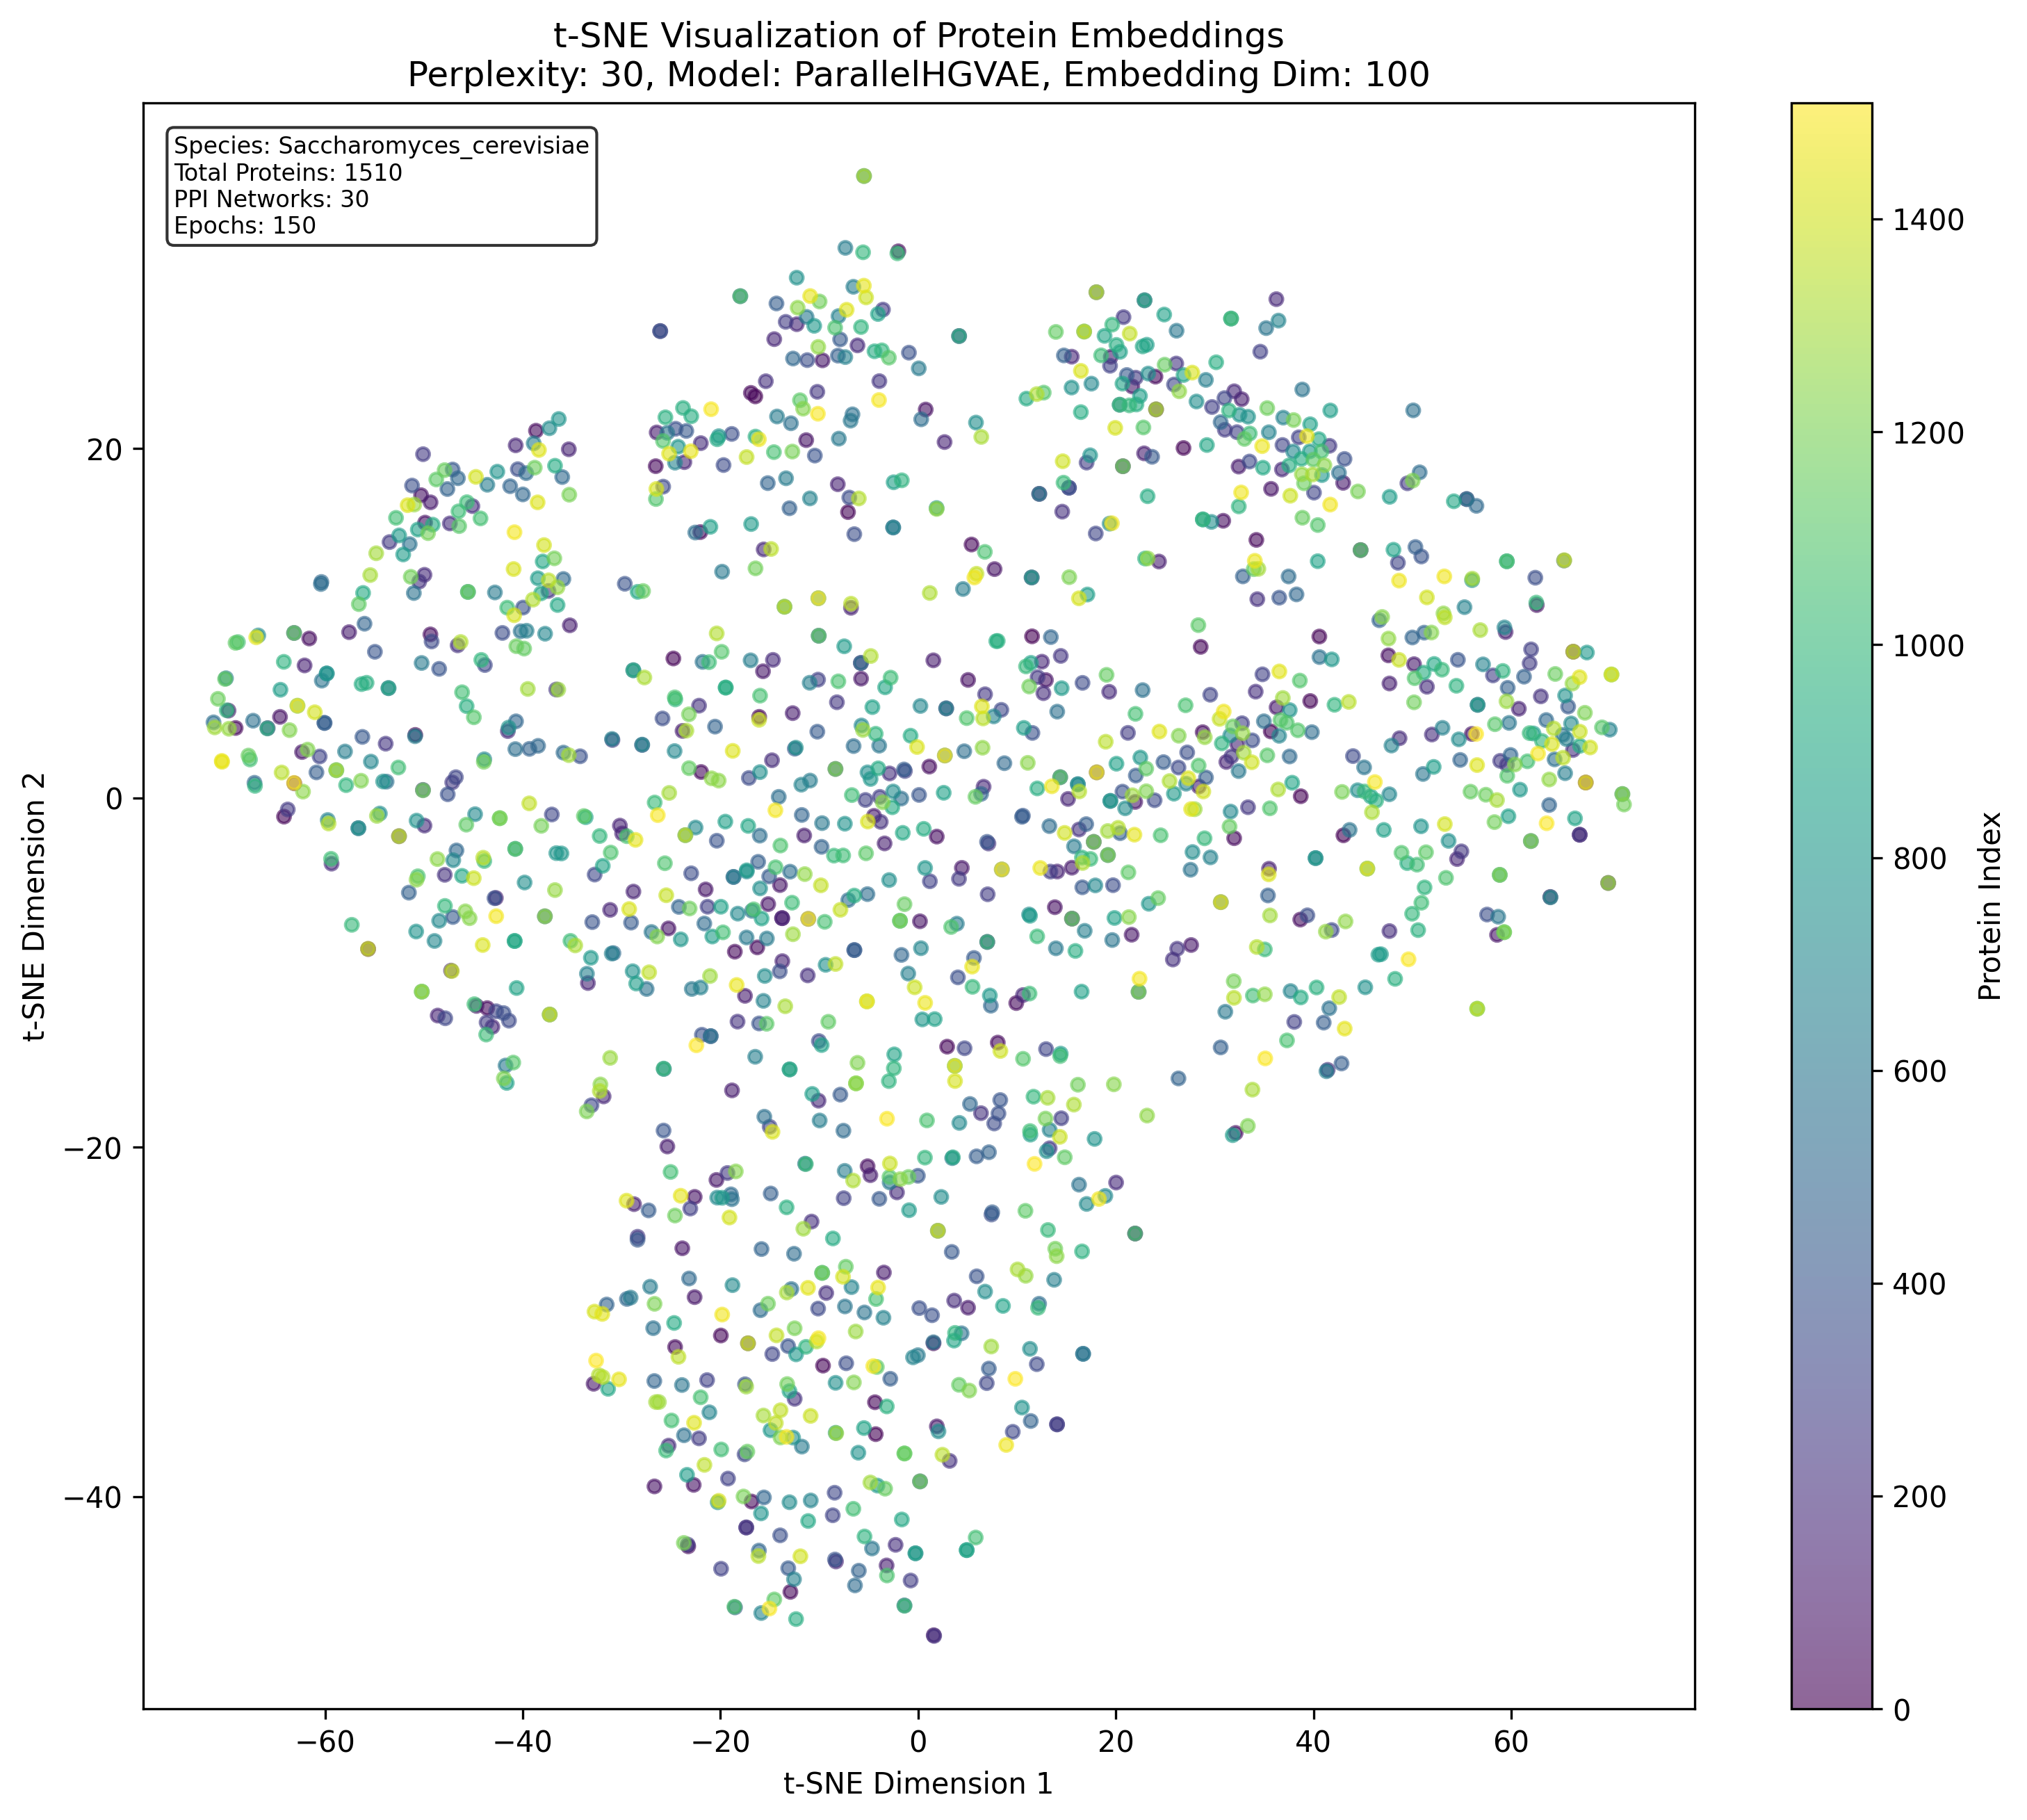 t-SNE Visualization of Protein Embeddings
Perplexity: 30, Model: ParallelHGVAE, Embedding Dim: 100
Species: Saccharomyces_cerevisiae
Total Proteins: 1510
PPI Networks: 30
Epochs: 150
t-SNE Dimension 2
20
0
−20
−40
−60
−40
−20
0
20
40
60
t-SNE Dimension 1
1400
1200
1000
800
600
400
200
0
Protein Index